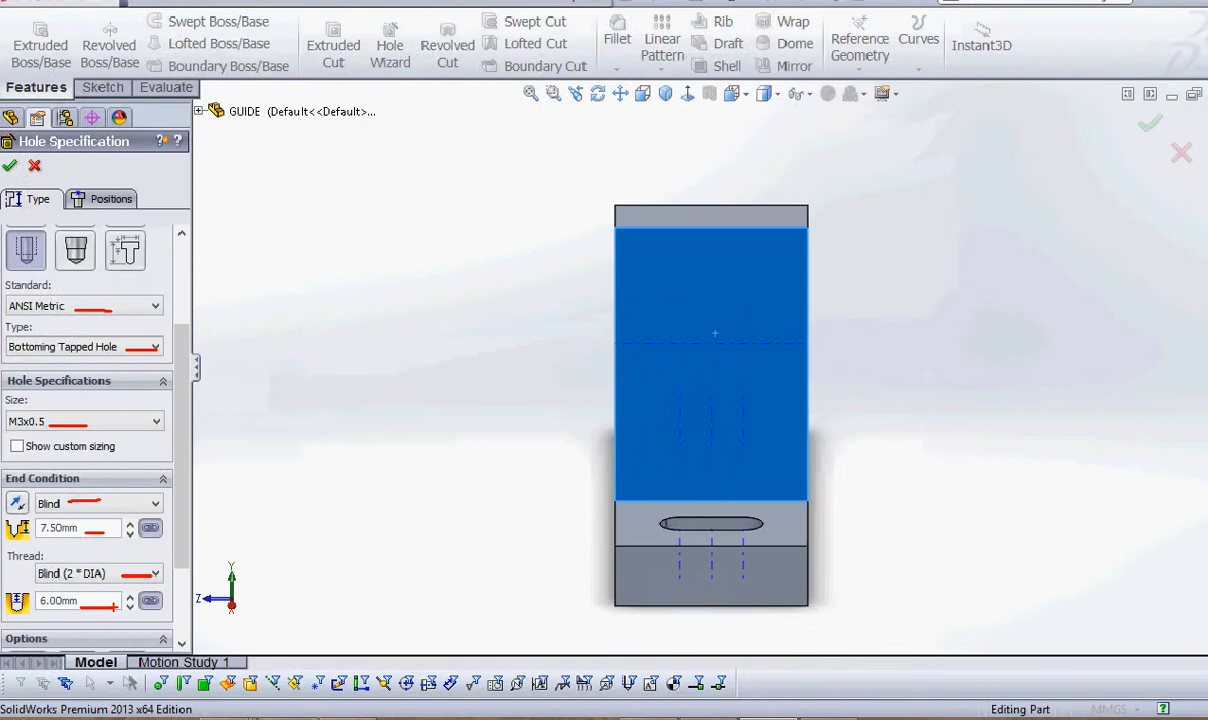 Extruded Boss/Base
Revolved Boss/Base
Swept Boss/Base
Lofted Boss/Base
Boundary Boss/Base
Extruded Cut
Hole Wizard
Revolved Cut
Swept Cut
Lofted Cut
Boundary Cut
Fillet
Linear Pattern
Rib
Draft
Shell
Wrap
Dome
Mirror
Reference Geometry
Curves
Instant3D
Features
Sketch
Evaluate
GUIDE (Default<<Default>...
Hole Specification
Type
Positions
Standard:
ANSI Metric
Type:
Bottoming Tapped Hole
Hole Specifications
Size:
M3x0.5
Show custom sizing
End Condition
Blind
7.50mm
Thread:
Blind (2 * DIA)
6.00mm
Options
Y
Z
X
Model
Motion Study 1
SolidWorks Premium 2013 x64 Edition
Editing Part
MMGS